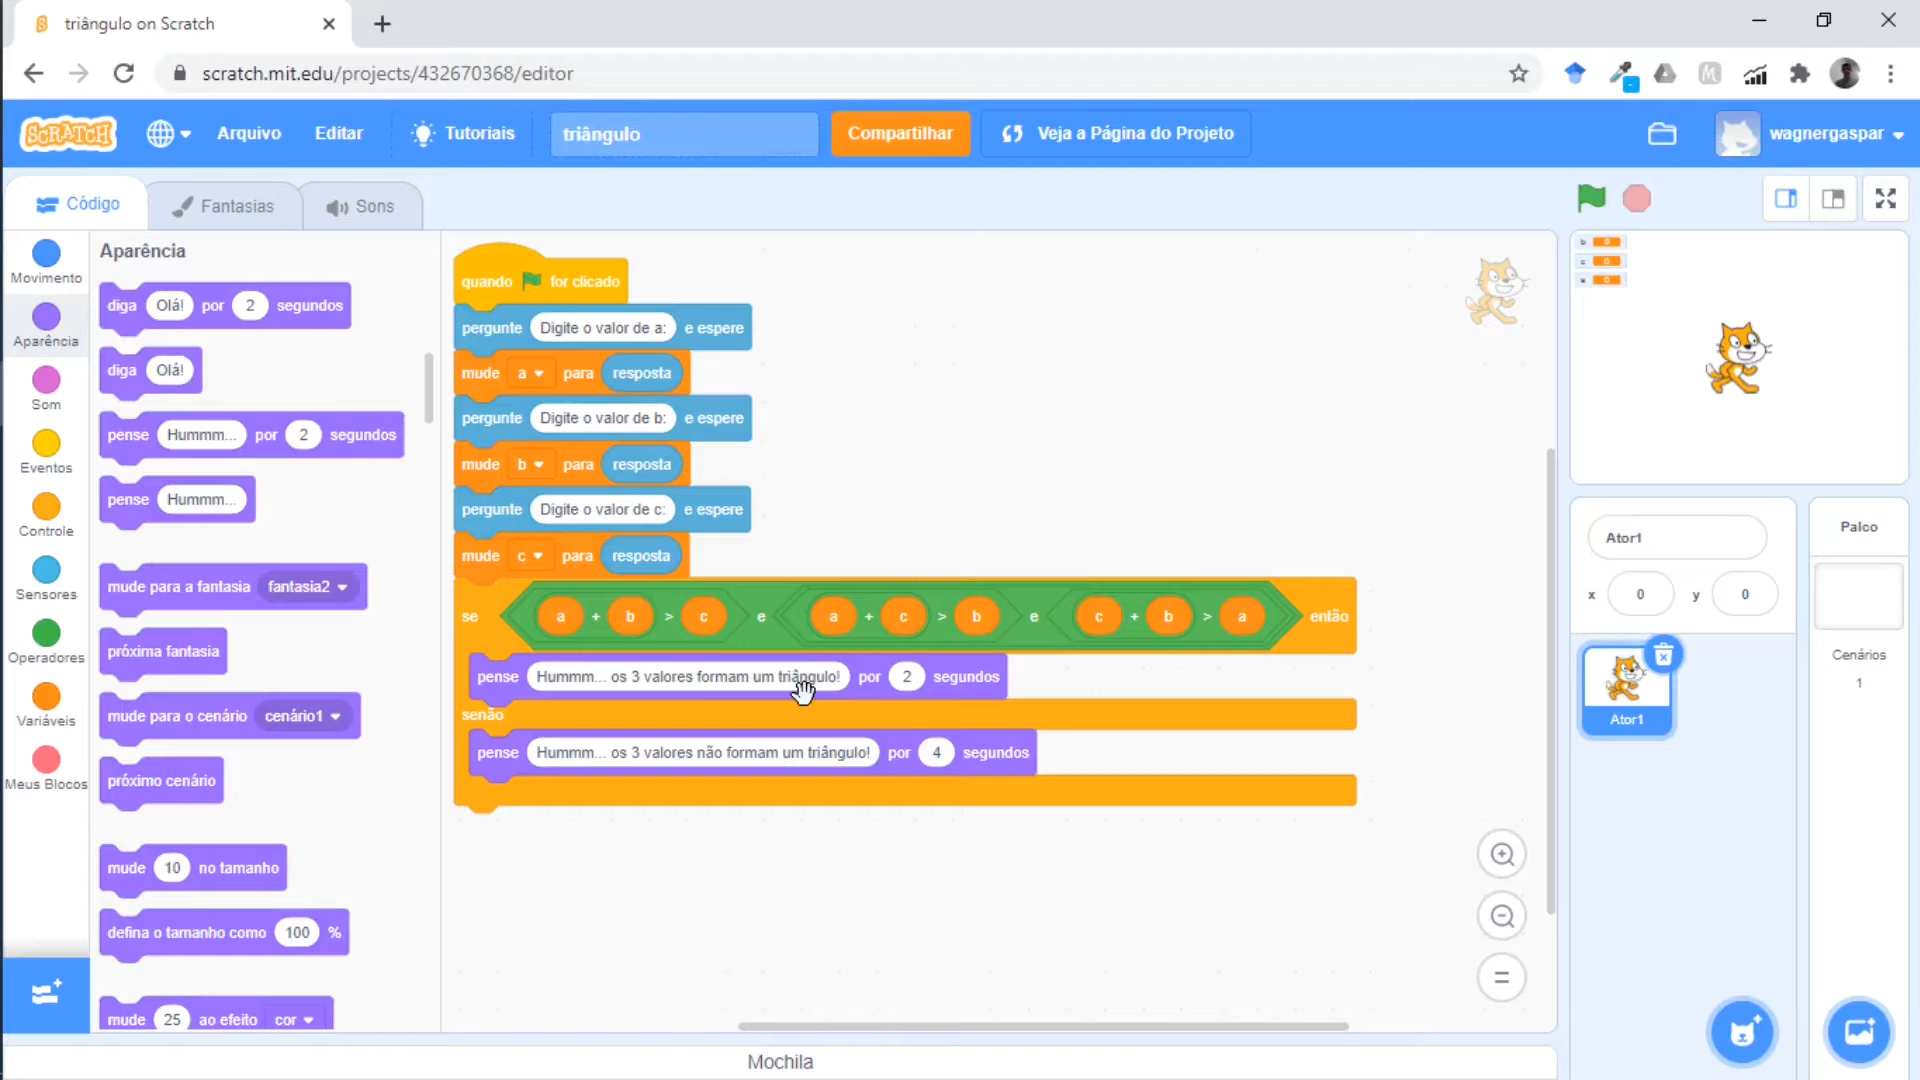 triângulo on Scratch
scratch.mit.edu/projects/432670368/editor
SCRATCH
Arquivo
Editar
Tutoriais
triângulo
Compartilhar
Veja a Página do Projeto
wagnergaspar
Código
Fantasias
Sons
Movimento
Aparência
Som
Eventos
Controle
Sensores
Operadores
Variáveis
Meus Blocos
Aparência
diga Olá! por 2 segundos
diga Olá!
pense Hummm... por 2 segundos
pense Hummm...
mude para a fantasia fantasia2
próxima fantasia
mude para o cenário cenário1
próximo cenário
mude 10 no tamanho
defina o tamanho como 100 %
mude 25 ao efeito cor
quando for clicado
pergunte Digite o valor de a: e espere
mude a para resposta
pergunte Digite o valor de b: e espere
mude b para resposta
pergunte Digite o valor de c: e espere
mude c para resposta
se a + b > c e a + c > b e c + b > a então
pense Hummm... os 3 valores formam um triângulo! por 2 segundos
senão
pense Hummm... os 3 valores não formam um triângulo! por 4 segundos
b 0
c 0
0
Ator1
x 0 y 0
Ator1
Palco
Cenários
1
Mochila